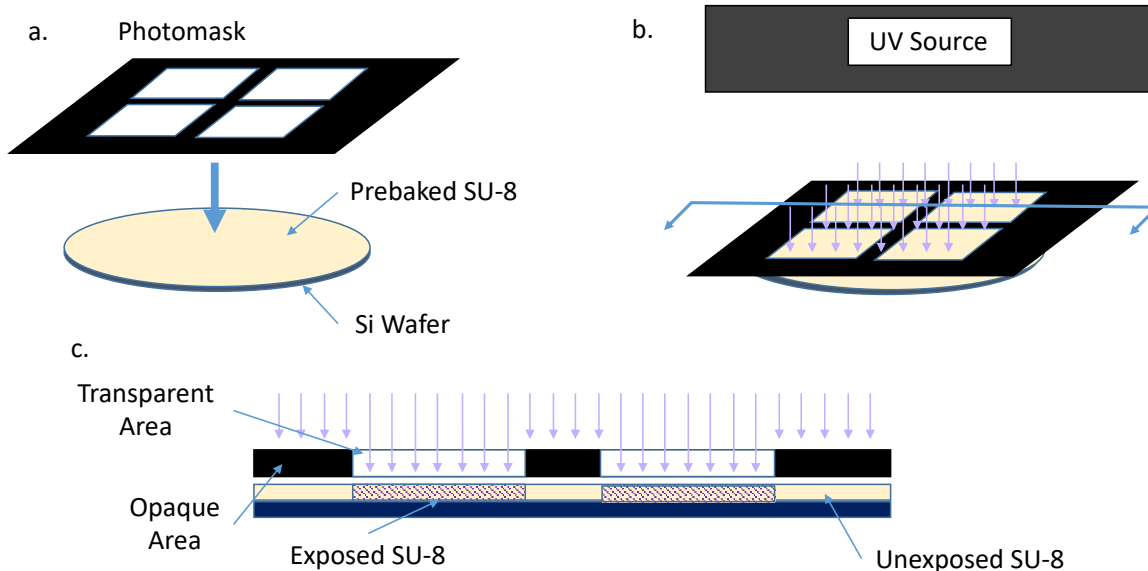 a.
Photomask
Prebaked SU-8
Si Wafer
b.
UV Source
c.
Transparent
Area
Opaque
Area
Exposed SU-8
Unexposed SU-8